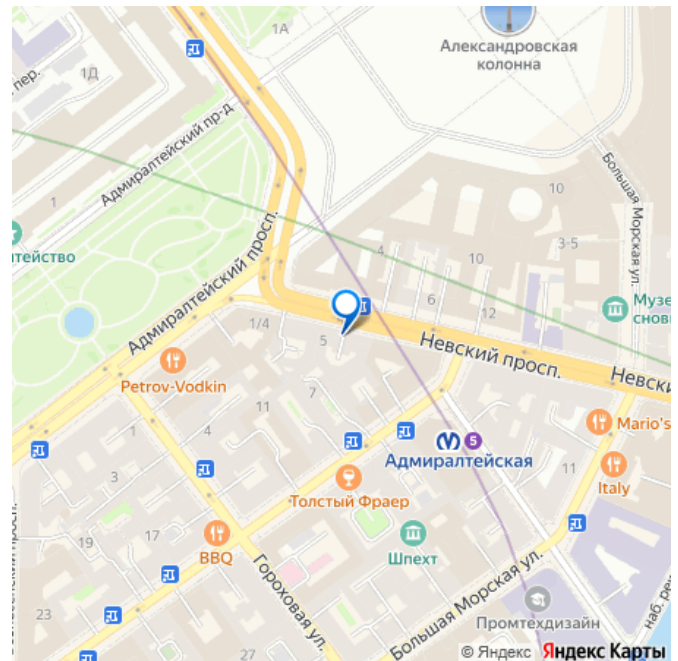 1А
Александровская
колонна
1Д
пер.
Адмиралтейский пр-д
1
тейство
Адмиралтейский просп.
Большая Морская ул.
10
3-5
4
10
6
12
Музе
снов
1/4
5
Невский просп.
Невски
Petrov-Vodkin
7
11
1
4
3
Mario's
5
Адмиралтейская
11
Italy
Толстый Фраер
19
17
BBQ
Шпехт
Гороховая ул.
Большая Морская ул.
23
Промтехдизайн
наб. рек
© Яндекс Яндекс Карты